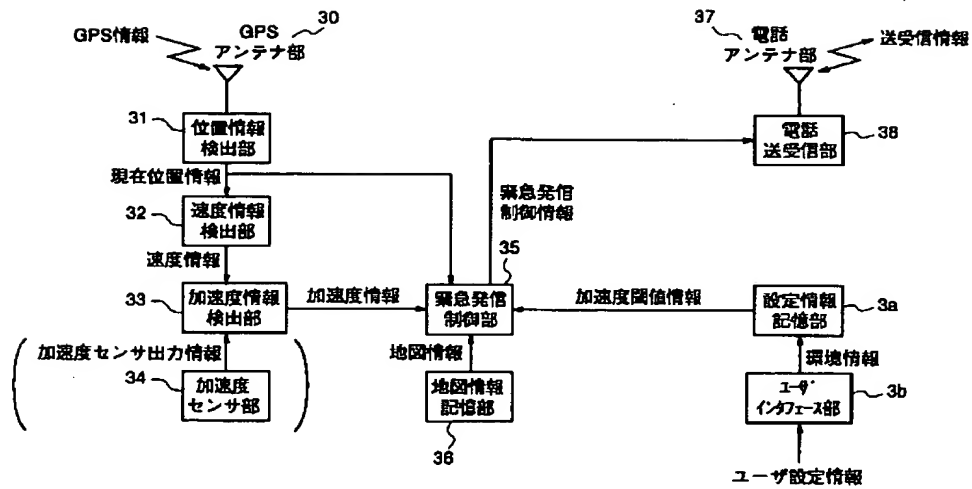 GPS情報
GPS
アンテナ部
30
31
位置情報
検出部
現在位置情報
32
速度情報
検出部
速度情報
33
加速度情報
検出部
加速度情報
加速度センサ出力情報
34
加速度
センサ部
35
緊急発信
制御部
地図情報
地図情報
記憶部
36
緊急発信
制御情報
37
電話
アンテナ部
送受信情報
電話
送受信部
38
加速度閾値情報
設定情報
記憶部
3a
環境情報
ユーザ
インタフェース部
3b
ユーザ設定情報